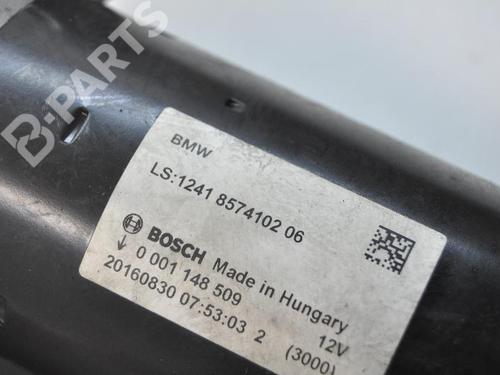 B-PARTS
BMW
LS:1241 8574102 06
BOSCH Made in Hungary
0 001 148 509 12V
20160830 07:53:03 2 (3000)